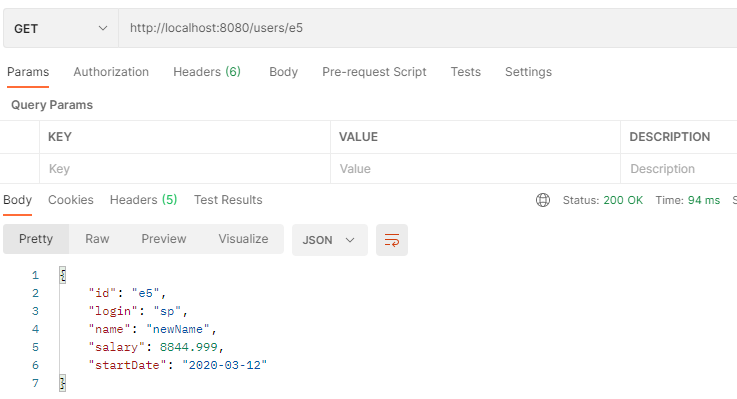 GET http://localhost:8080/users/e5
Params Authorization Headers (6) Body Pre-request Script Tests Settings
Query Params
KEY VALUE DESCRIPTION
Key Value Description
Body Cookies Headers (5) Test Results Status: 200 OK Time: 94 ms S
Pretty Raw Preview Visualize JSON
1 {
2 "id": "e5",
3 "login": "sp",
4 "name": "newName",
5 "salary": 8844.999,
6 "startDate": "2020-03-12"
7 }